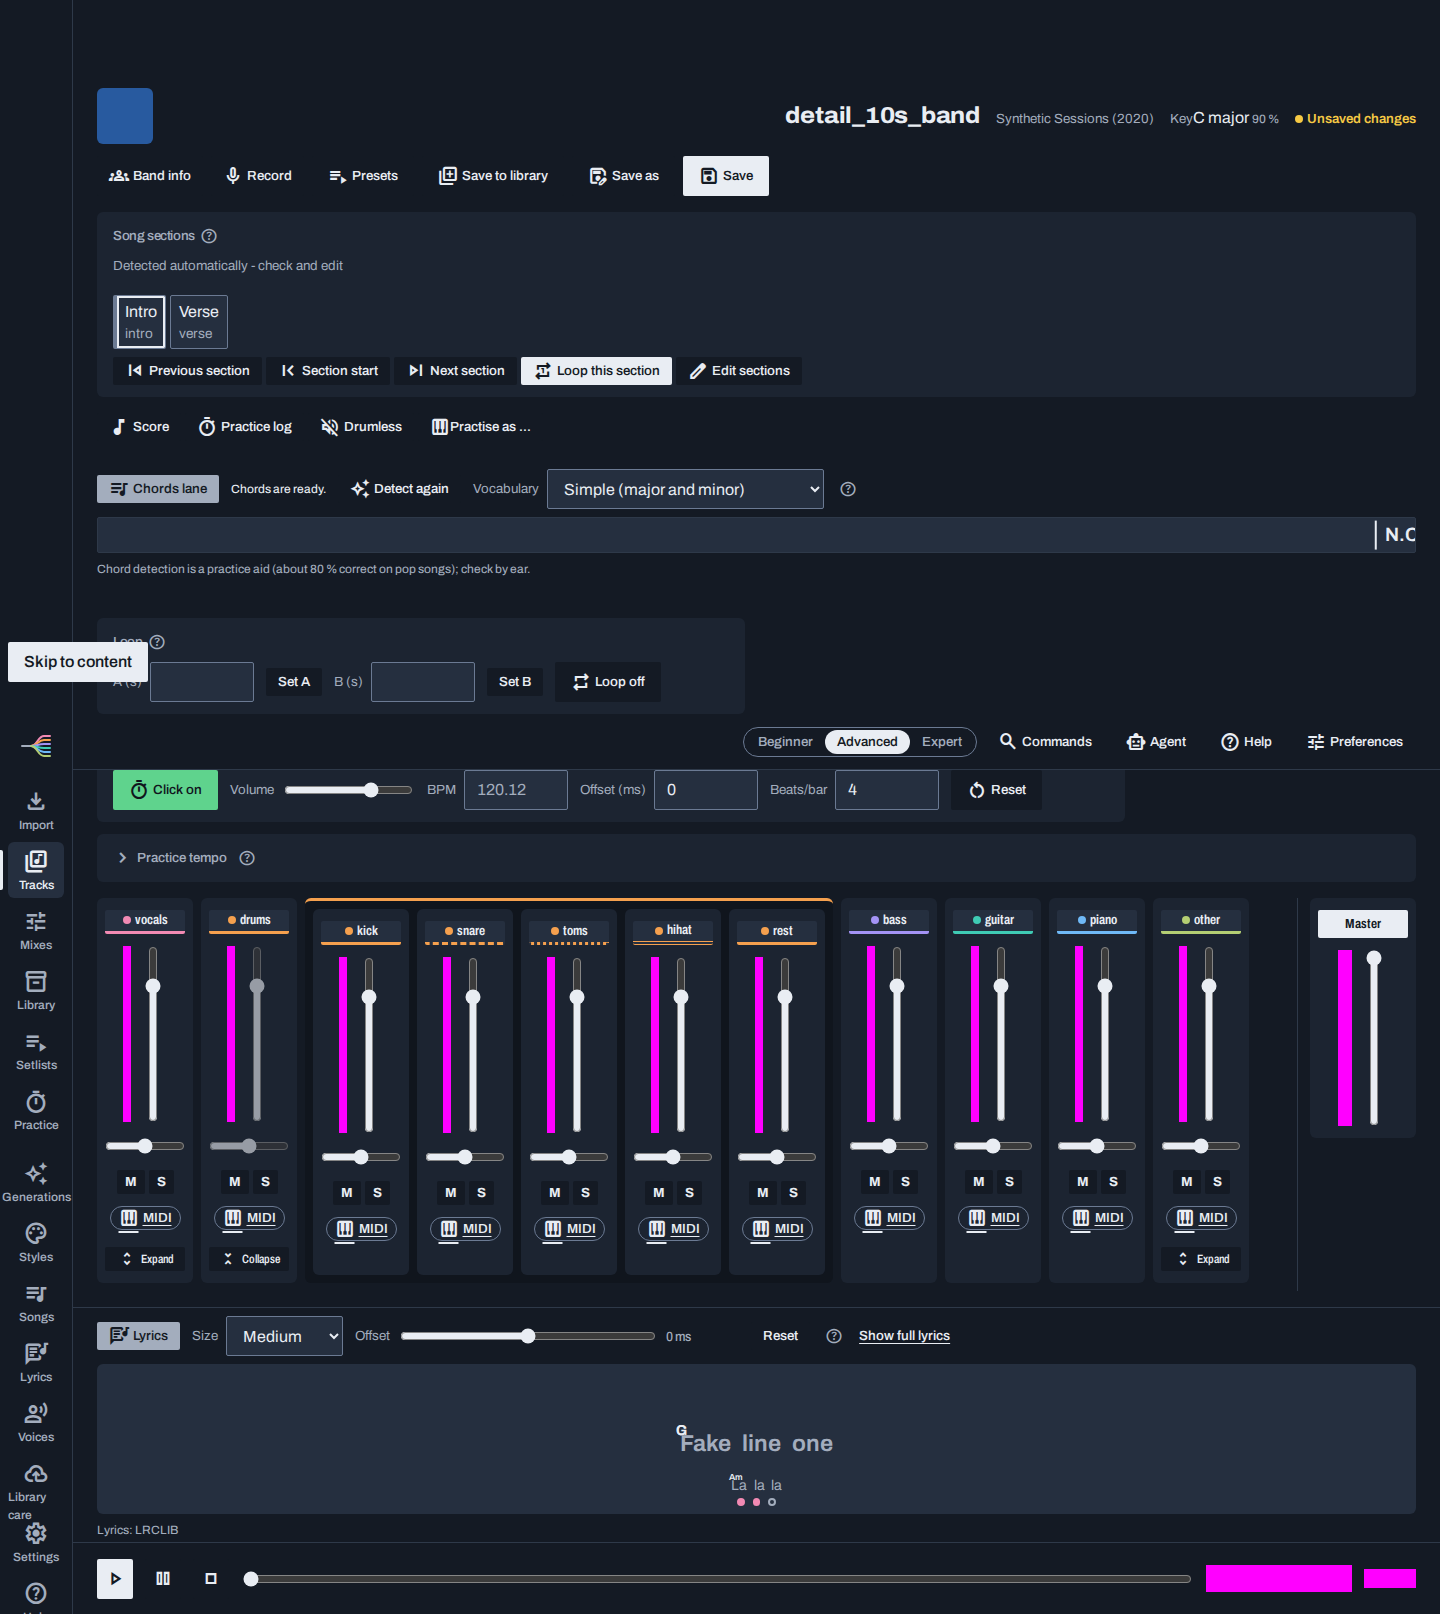 detail_10s_band
Synthetic Sessions (2020)
Key C major 90 %
Unsaved changes
Band info
Record
Presets
Save to library
Save as
Save
Song sections
Detected automatically - check and edit
Intro
intro
Verse
verse
Previous section
Section start
Next section
Loop this section
Edit sections
Score
Practice log
Drumless
Practise as ...
Chords lane
Chords are ready.
Detect again
Vocabulary
Simple (major and minor)
N.C
Chord detection is a practice aid (about 80 % correct on pop songs); check by ear.
Skip to content
Set A
B (s)
Set B
Loop off
Beginner
Advanced
Expert
Commands
Agent
Help
Preferences
Click on
Volume
BPM
120.12
Offset (ms)
0
Beats/bar
4
Reset
Practice tempo
Import
Tracks
Mixes
Library
Setlists
Practice
Generations
Styles
Songs
Lyrics
Voices
Library care
Settings
vocals
drums
kick
snare
toms
hihat
rest
bass
guitar
piano
other
Master
M S
M S
M S
M S
M S
M S
M S
M S
M S
M S
M S
MIDI
MIDI
MIDI
MIDI
MIDI
MIDI
MIDI
MIDI
MIDI
MIDI
MIDI
Expand
Collapse
Expand
Lyrics
Size
Medium
Offset
0 ms
Reset
Show full lyrics
G
Fake line one
Am
La la la
Lyrics: LRCLIB